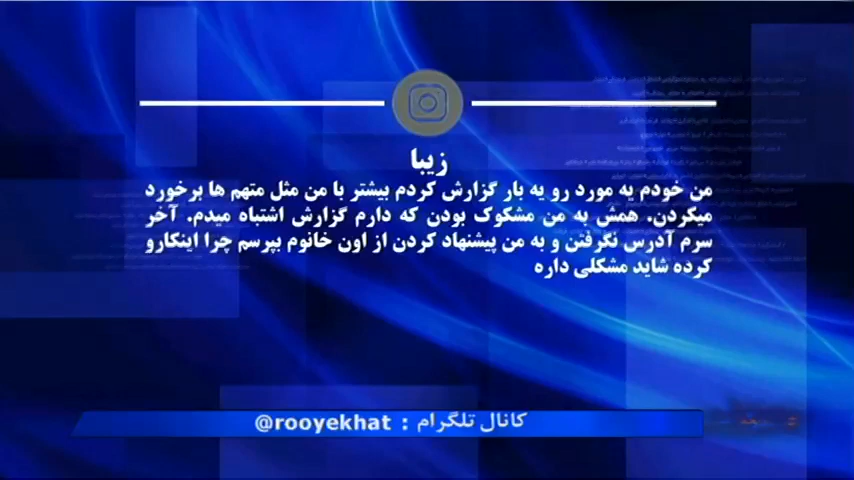 زیبا
من خودم یه مورد رو یه بار گزارش کردم بیشتر با من مثل متهم ها برخورد
میکردن. همش به من مشکوک بودن که دارم گزارش اشتباه میدم. آخر
سرم آدرس نگرفتن و به من پیشنهاد کردن از اون خانوم بپرسم چرا اینکارو
کرده شاید مشکلی داره
کانال تلگرام : @rooyekhat